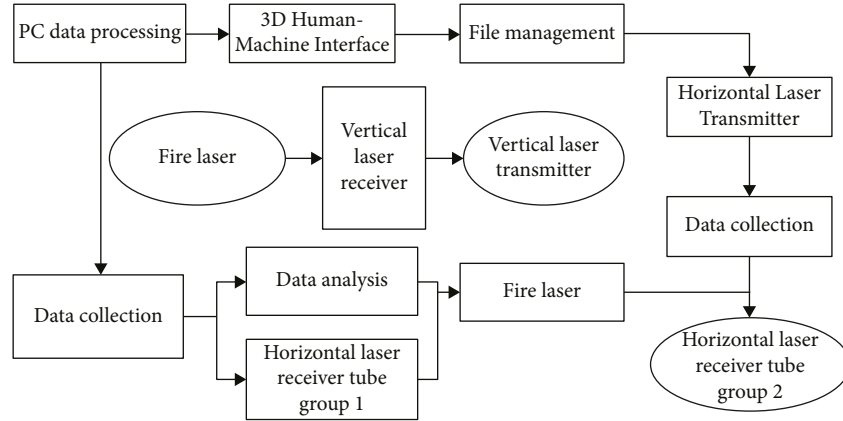 PC data processing
3D Human-
Machine Interface
File management
Horizontal Laser
Transmitter
Fire laser
Vertical
laser
receiver
Vertical laser
transmitter
Data collection
Data collection
Data analysis
Horizontal laser
receiver tube
group 1
Fire laser
Horizontal laser
receiver tube
group 2